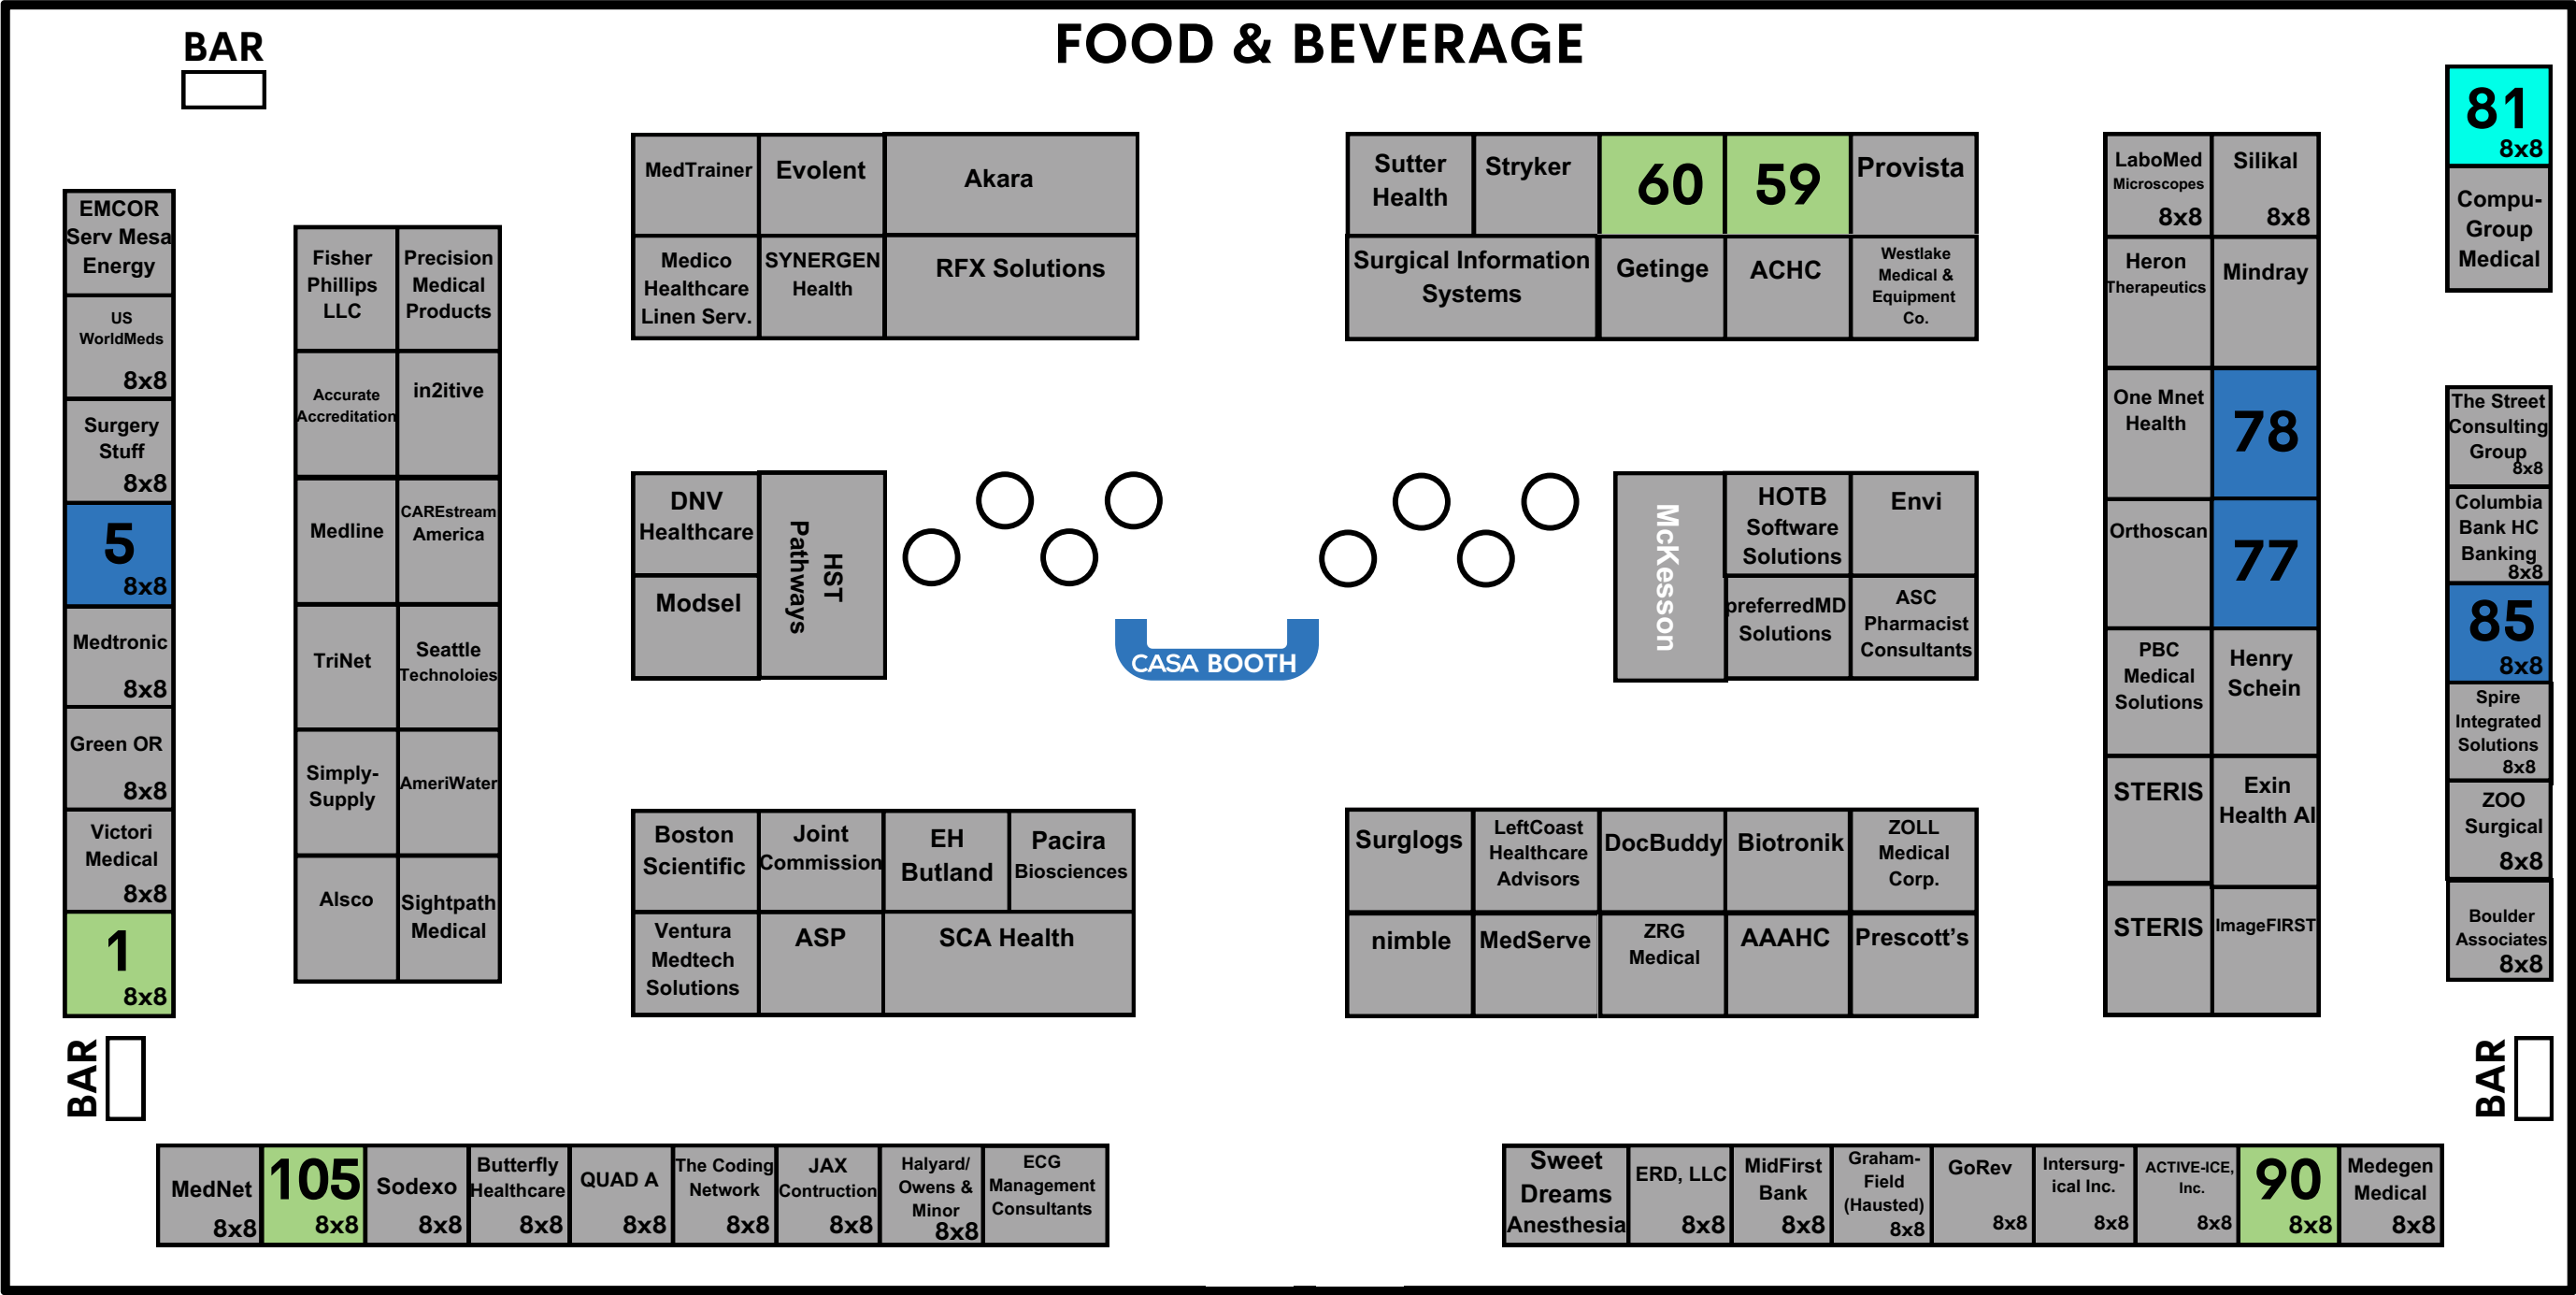 FOOD & BEVERAGE
BAR
EMCOR
Serv Mesa
Energy
US
WorldMeds
8x8
Surgery
Stuff
8x8
5
8x8
Medtronic
8x8
Green OR
8x8
Victori
Medical
8x8
1
8x8
BAR
Fisher
Phillips
LLC
Precision
Medical
Products
Accurate
Accreditation
in2itive
Medline
CAREstream
America
TriNet
Seattle
Technoloies
Simply-
Supply
AmeriWater
Alsco
Sightpath
Medical
MedTrainer
Evolent
Akara
Medico
Healthcare
Linen Serv.
SYNERGEN
Health
RFX Solutions
DNV
Healthcare
HST
Pathways
Modsel
CASA BOOTH
Boston
Scientific
Joint
Commission
EH
Butland
Pacira
Biosciences
Ventura
Medtech
Solutions
ASP
SCA Health
Sutter
Health
Stryker
60
59
Provista
Surgical Information
Systems
Getinge
ACHC
Westlake
Medical &
Equipment
Co.
McKesson
HOTB
Software
Solutions
Envi
preferredMD
Solutions
ASC
Pharmacist
Consultants
Surglogs
LeftCoast
Healthcare
Advisors
DocBuddy
Biotronik
ZOLL
Medical
Corp.
nimble
MedServe
ZRG
Medical
AAAHC
Prescott's
LaboMed
Microscopes
8x8
Silikal
8x8
Heron
Therapeutics
Mindray
One Mnet
Health
78
Orthoscan
77
PBC
Medical
Solutions
Henry
Schein
STERIS
Exin
Health AI
STERIS
ImageFIRST
81
8x8
Compu-
Group
Medical
The Street
Consulting
Group
8x8
Columbia
Bank HC
Banking
8x8
85
8x8
Spire
Integrated
Solutions
8x8
ZOO
Surgical
8x8
Boulder
Associates
8x8
BAR
MedNet
8x8
105
8x8
Sodexo
8x8
Butterfly
Healthcare
8x8
QUAD A
8x8
The Coding
Network
8x8
JAX
Contruction
8x8
Halyard/
Owens &
Minor
8x8
ECG
Management
Consultants
Sweet
Dreams
Anesthesia
ERD, LLC
8x8
MidFirst
Bank
8x8
Graham-
Field
(Hausted)
8x8
GoRev
8x8
Intersurg-
ical Inc.
8x8
ACTIVE-ICE,
Inc.
8x8
90
8x8
Medegen
Medical
8x8